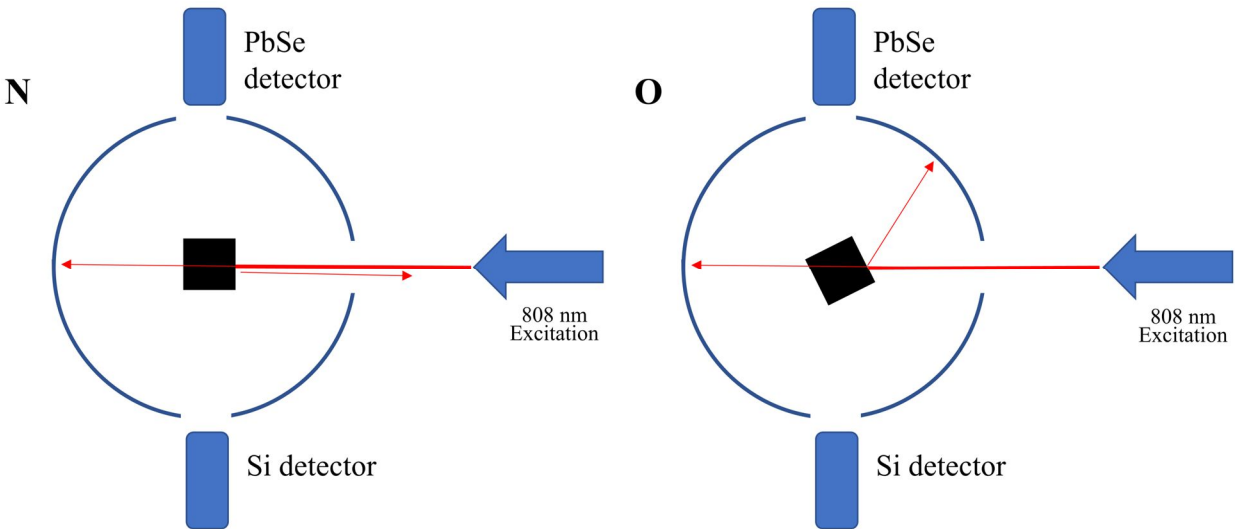 N
PbSe
detector
808 nm
Excitation
Si detector
O
PbSe
detector
808 nm
Excitation
Si detector